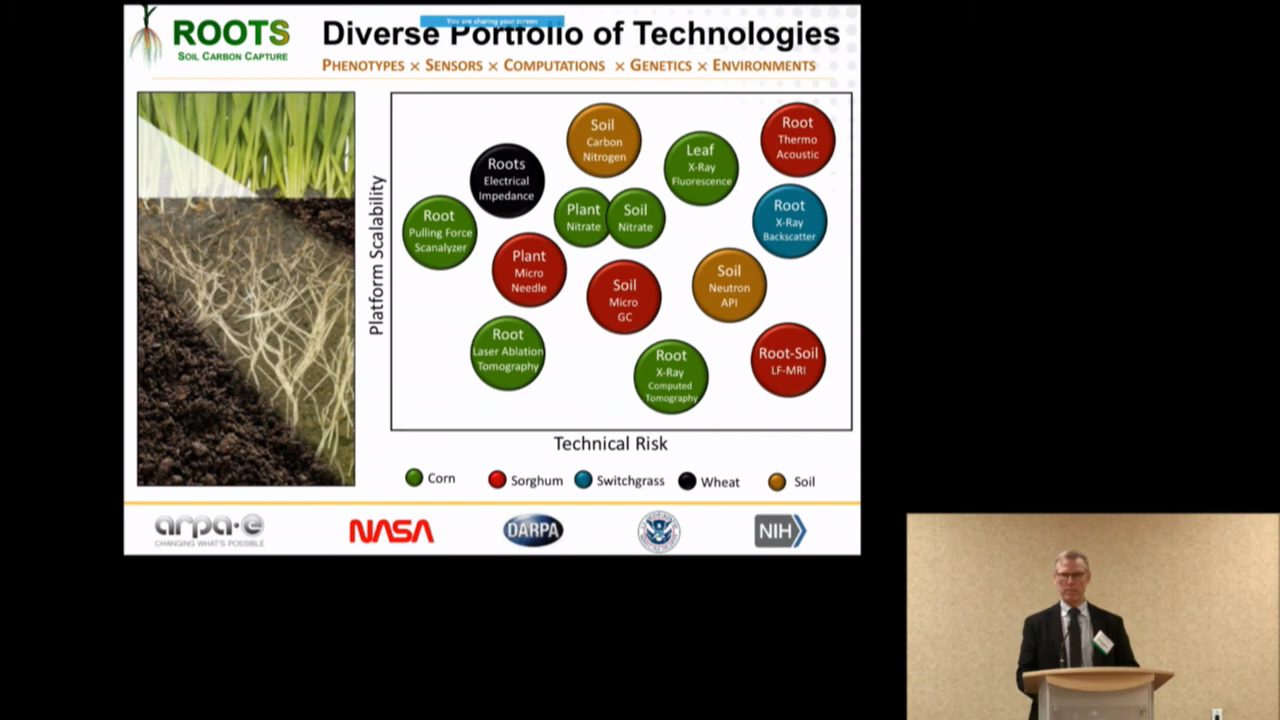 You are sharing your screen
ROOTS
SOIL CARBON CAPTURE
Diverse Portfolio of Technologies
PHENOTYPES × SENSORS × COMPUTATIONS × GENETICS × ENVIRONMENTS
Platform Scalability
Soil
Carbon
Nitrogen
Root
Thermo
Acoustic
Leaf
X-Ray
Fluorescence
Roots
Electrical
Impedance
Root
Pulling Force
Scanalyzer
Plant
Nitrate
Soil
Nitrate
Root
X-Ray
Backscatter
Plant
Micro
Needle
Soil
Micro
GC
Soil
Neutron
API
Root
Laser Ablation
Tomography
Root
X-Ray
Computed
Tomography
Root-Soil
LF-MRI
Technical Risk
Corn
Sorghum
Switchgrass
Wheat
Soil
arpa·e
CHANGING WHAT'S POSSIBLE
NASA
DARPA
NIH